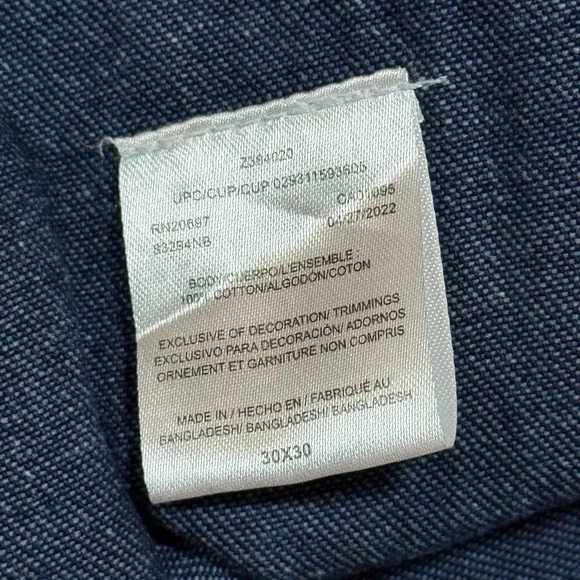 Z394020
UPC/CUP/CUP 029311593605
RN20697 CA01095
83294NB 04/27/2022
BODY/CUERPO/L'ENSEMBLE
100% COTTON/ALGODÓN/COTON
EXCLUSIVE OF DECORATION/ TRIMMINGS
EXCLUSIVO PARA DECORACIÓN/ ADORNOS
ORNEMENT ET GARNITURE NON COMPRIS
MADE IN / HECHO EN / FABRIQUÉ AU
BANGLADESH/ BANGLADESH/ BANGLADESH
30X30